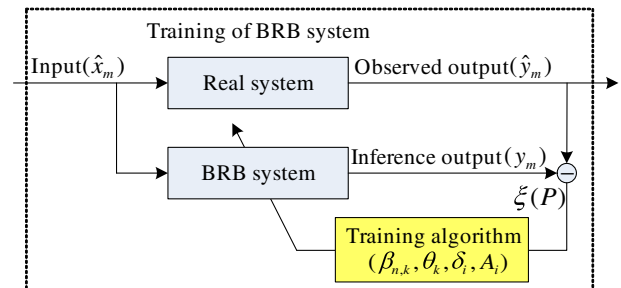 Training of BRB system
Input(x̂ₘ)
Real system
Observed output(ŷₘ)
BRB system
Inference output(yₘ)
−
ξ(P)
Training algorithm
(βₙ,ₖ, θₖ, δᵢ, Aᵢ)